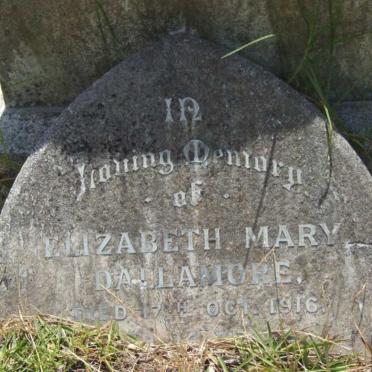 IN
Loving Memory
of
ELIZABETH MARY
DALLAMORE,
DIED 17TH OCT. 1916.